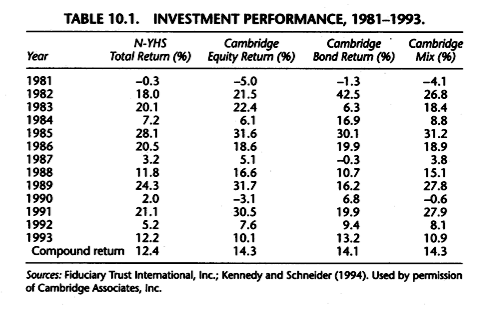 TABLE 10.1. INVESTMENT PERFORMANCE, 1981–1993.
N-YHS Cambridge Cambridge Cambridge
Year Total Return (%) Equity Return (%) Bond Return (%) Mix (%)
1981 –0.3 –5.0 –1.3 –4.1
1982 18.0 21.5 42.5 26.8
1983 20.1 22.4 6.3 18.4
1984 7.2 6.1 16.9 8.8
1985 28.1 31.6 30.1 31.2
1986 20.5 18.6 19.9 18.9
1987 3.2 5.1 –0.3 3.8
1988 11.8 16.6 10.7 15.1
1989 24.3 31.7 16.2 27.8
1990 2.0 –3.1 6.8 –0.6
1991 21.1 30.5 19.9 27.9
1992 5.2 7.6 9.4 8.1
1993 12.2 10.1 13.2 10.9
Compound return 12.4 14.3 14.1 14.3
Sources: Fiduciary Trust International, Inc.; Kennedy and Schneider (1994). Used by permission
of Cambridge Associates, Inc.